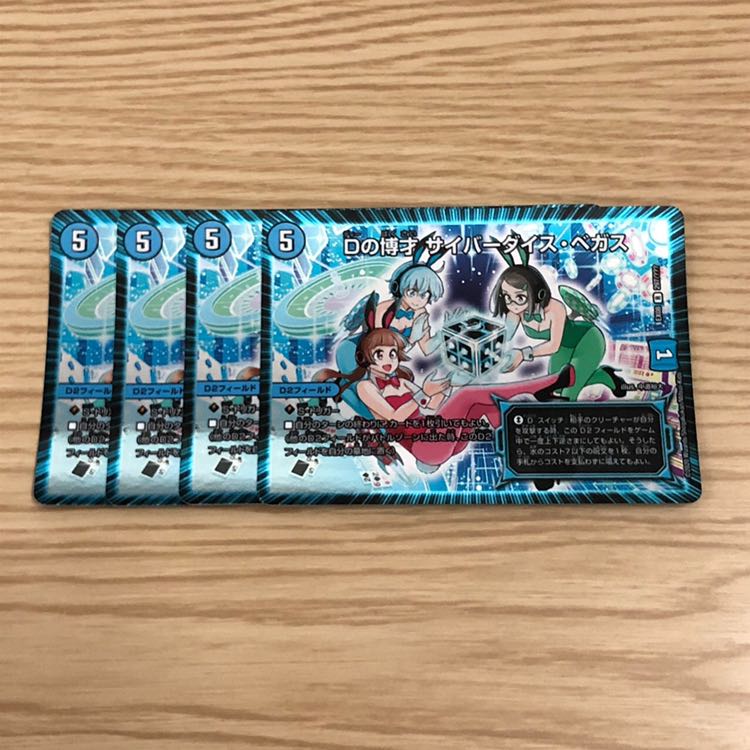 5
5
5
5
Dの博才 サイバーダイス・ベガス
1
D2フィールド
D2フィールド
D2フィールド
D2フィールド
S・トリガー
■自分のターンの終わりに、カードを1枚引いてもよい。
(他のD2フィールドがバトルゾーンに出た時、このD2
フィールドを自分の墓地に置く)
D スイッチ:相手のクリーチャーが自分
を攻撃する時、この D2 フィールドをゲーム
中で一度上下逆さまにしてもよい。そうした
ら、水のコスト7以下の呪文を1枚、自分の
手札からコストを支払わずに唱えてもよい。